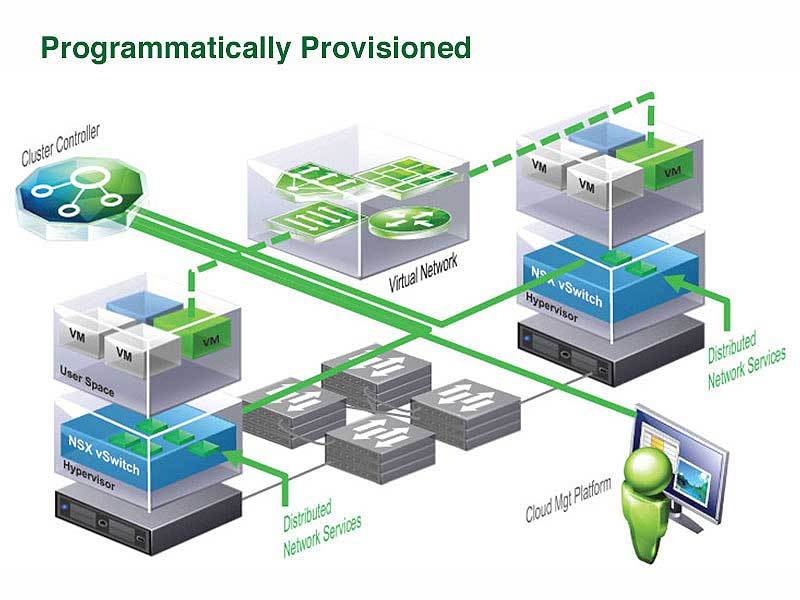 Programmatically Provisioned
Cluster Controller
Virtual Network
VM
VM
VM
NSX vSwitch
Hypervisor
Distributed
Network Services
VM
VM
VM
User Space
NSX vSwitch
Hypervisor
Distributed
Network Services
Cloud Mgt Platform